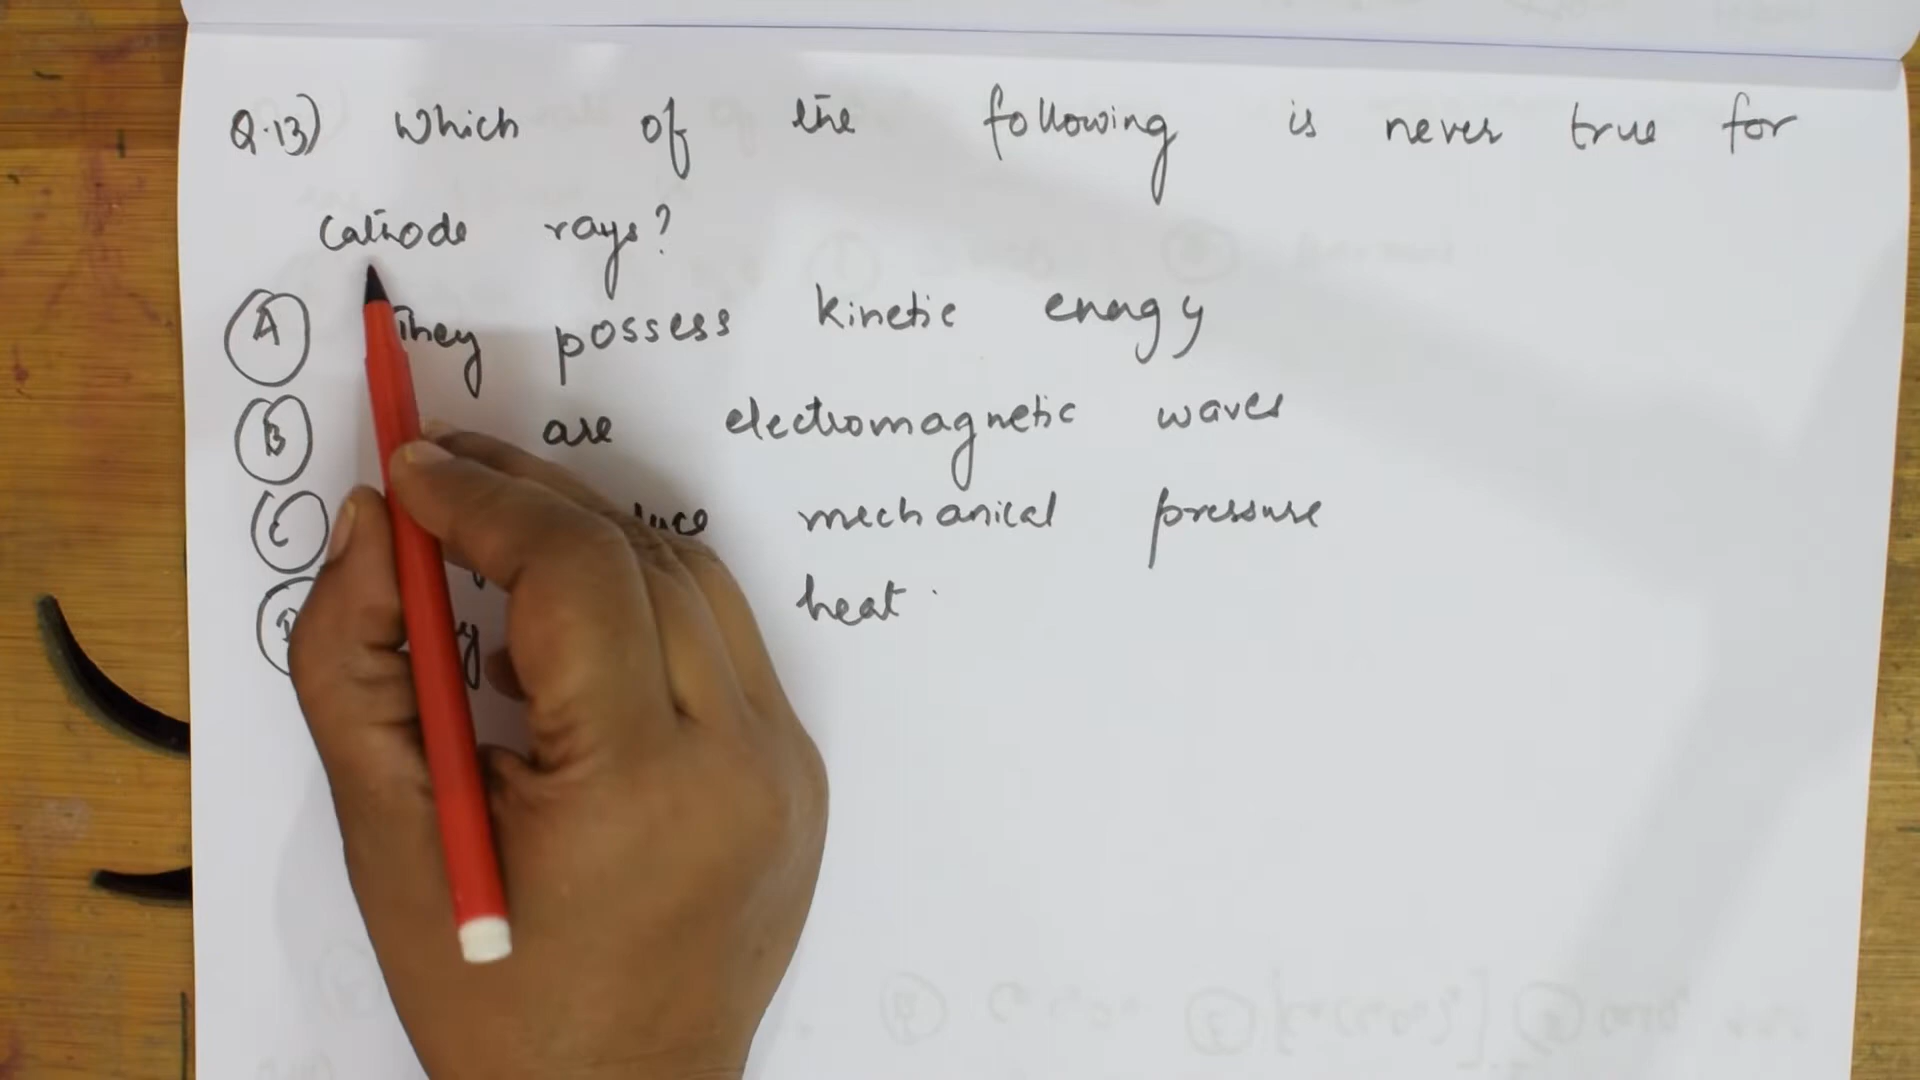 Q.13) Which of the following is never true for
Cathode rays?
A They possess kinetic energy
B are electromagnetic waves
C mechanical pressure
D heat.